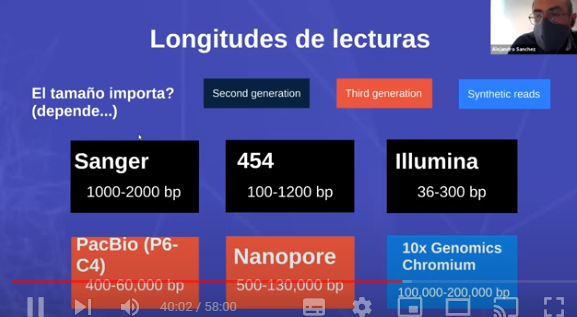 Longitudes de lecturas
Alejandro Sanchez
El tamaño importa?
(depende...)
Second generation
Third generation
Synthetic reads
Sanger
1000-2000 bp
454
100-1200 bp
Illumina
36-300 bp
PacBio (P6-
C4)
400-60,000 bp
Nanopore
500-130,000 bp
10x Genomics
Chromium
100,000-200,000 bp
40:02 / 58:00